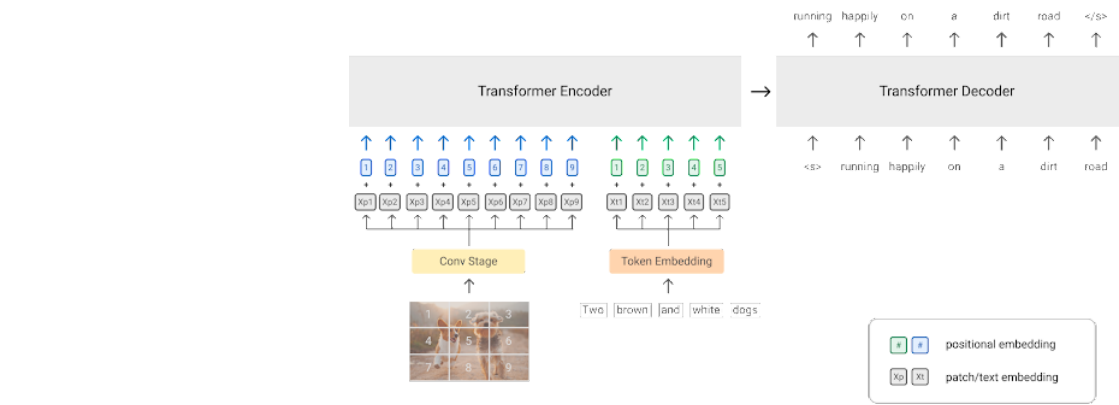 running happily on a dirt road </s>
Transformer Encoder
Transformer Decoder
1 2 3 4 5 6 7 8 9
1 2 3 4 5
<s> running happily on a dirt road
+ + + + + + + + +
+ + + + +
Xp1 Xp2 Xp3 Xp4 Xp5 Xp6 Xp7 Xp8 Xp9
Xt1 Xt2 Xt3 Xt4 Xt5
Conv Stage
Token Embedding
Two brown and white dogs
1 2 3
4 5 6
7 8 9
# # positional embedding
Xp Xt patch/text embedding